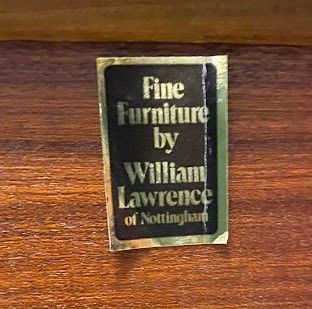 Fine
Furniture
by
William
Lawrence
of Nottingham